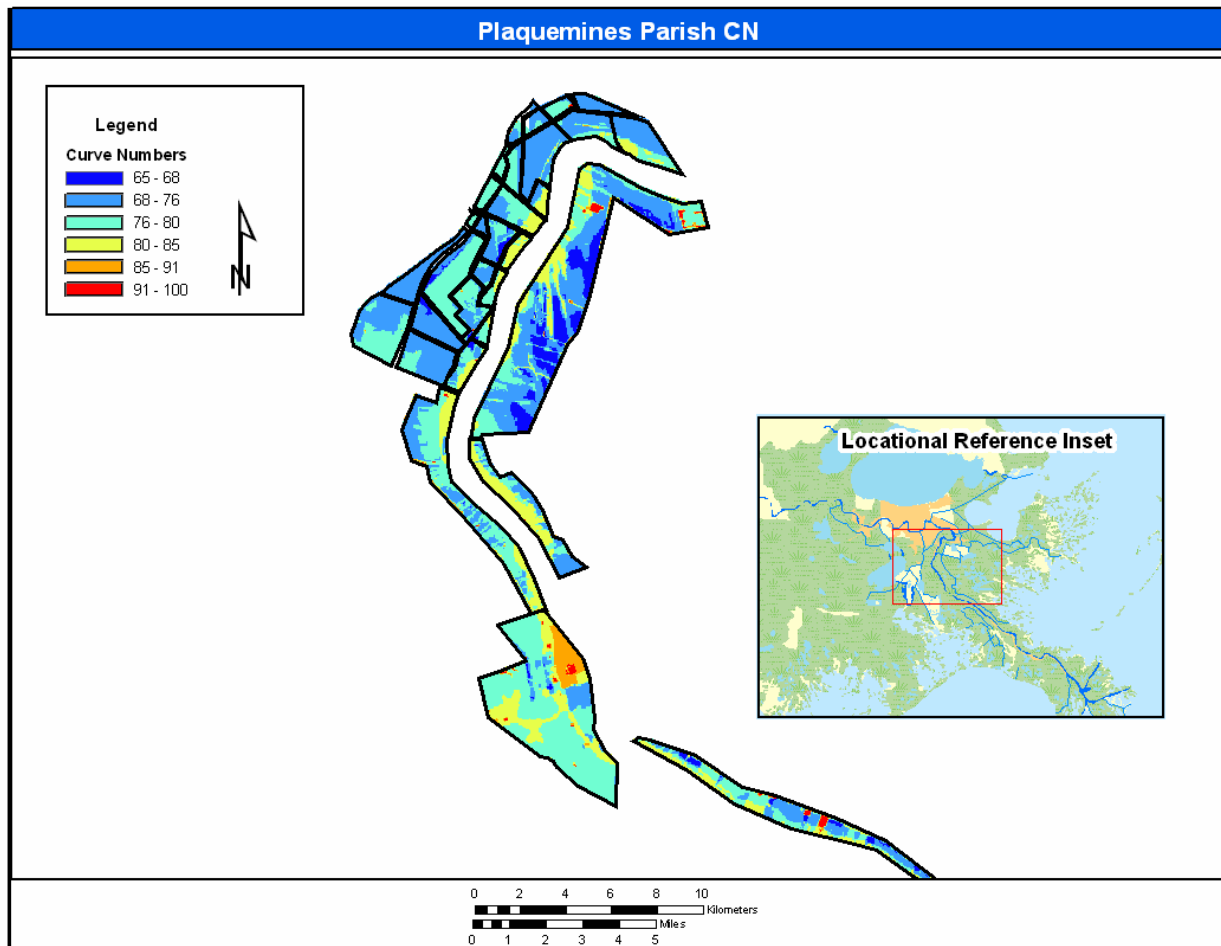 Plaquemines Parish CN
Legend
Curve Numbers
65 - 68
68 - 76
76 - 80
80 - 85
85 - 91
91 - 100
N
Locational Reference Inset
0 2 4 6 8 10
Kilometers
Miles
0 1 2 3 4 5